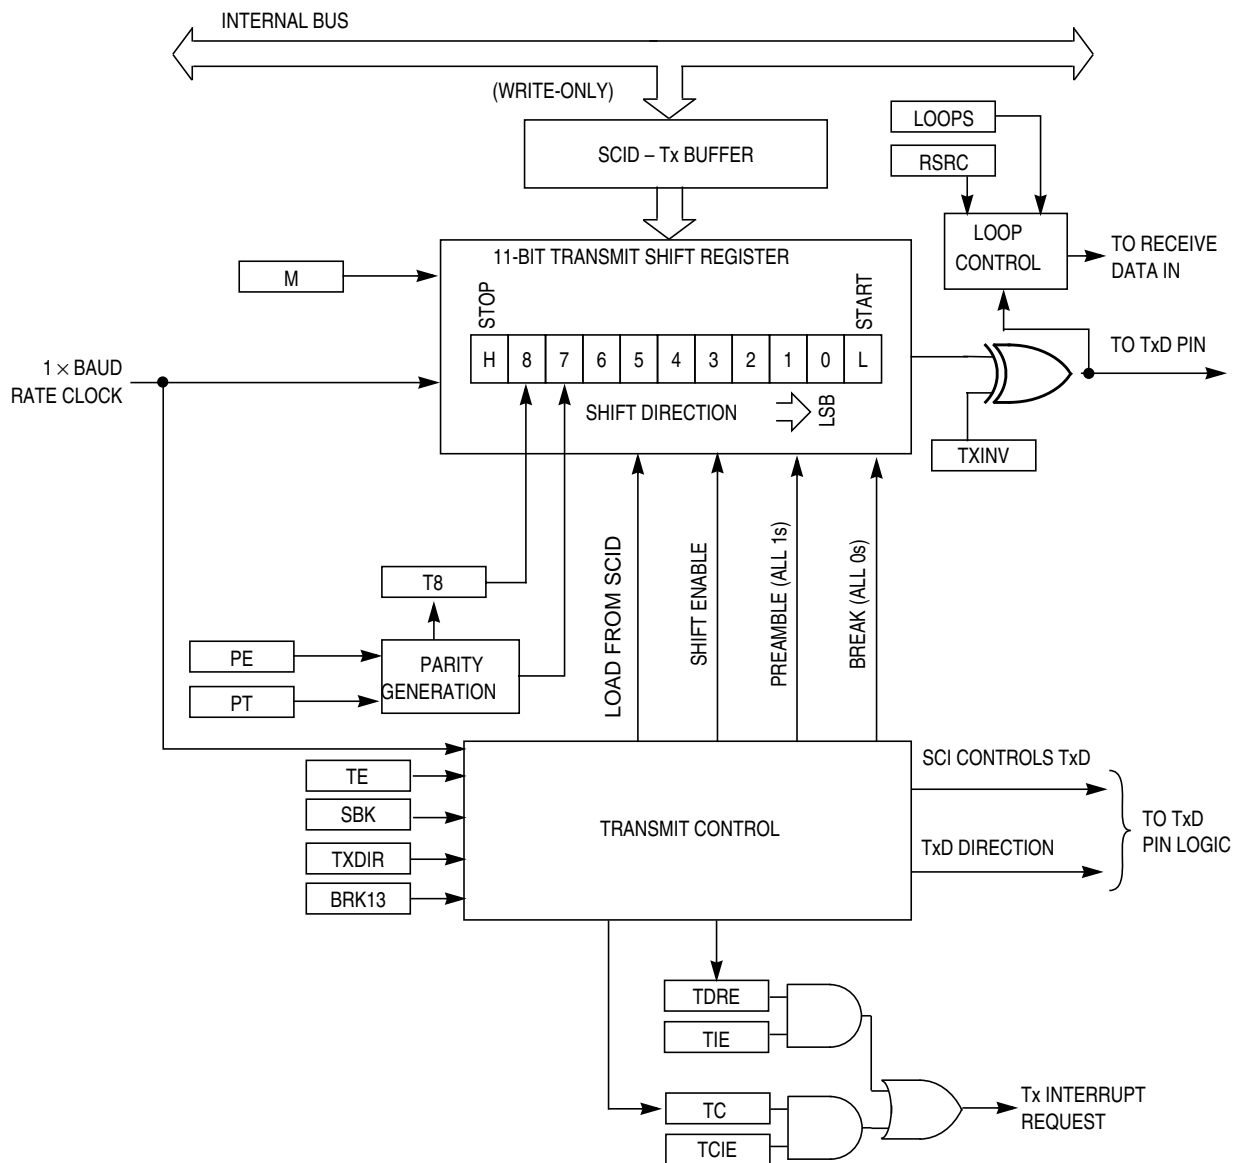 INTERNAL BUS
(WRITE-ONLY)
SCID – Tx BUFFER
LOOPS
RSRC
LOOP
CONTROL
TO RECEIVE
DATA IN
11-BIT TRANSMIT SHIFT REGISTER
M
STOP
START
H 8 7 6 5 4 3 2 1 0 L
1 × BAUD
RATE CLOCK
SHIFT DIRECTION
LSB
TO TxD PIN
TXINV
T8
PE
PT
PARITY
GENERATION
LOAD FROM SCID
SHIFT ENABLE
PREAMBLE (ALL 1s)
BREAK (ALL 0s)
TE
SBK
TXDIR
BRK13
TRANSMIT CONTROL
SCI CONTROLS TxD
TxD DIRECTION
TO TxD
PIN LOGIC
TDRE
TIE
TC
TCIE
Tx INTERRUPT
REQUEST